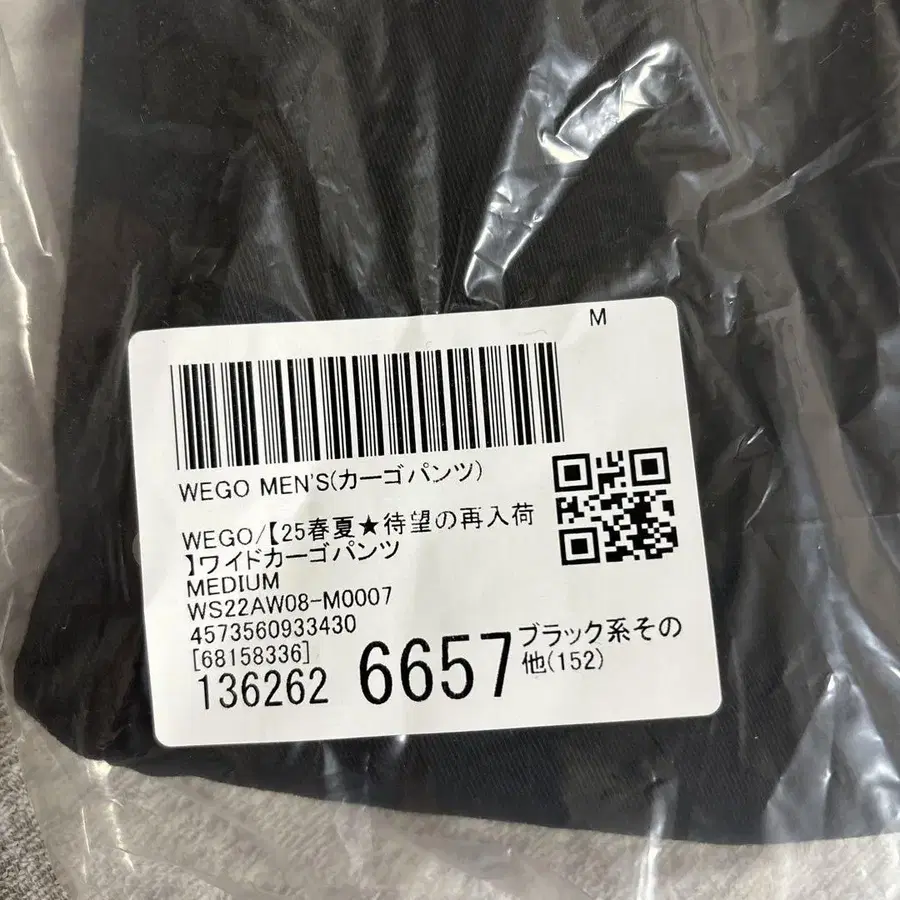 M
WEGO MEN'S(カーゴパンツ)
WEGO/【25春夏★待望の再入荷
】ワイドカーゴパンツ
MEDIUM
WS22AW08-M0007
4573560933430
[68158336]
136262 6657 ブラック系その
他(152)